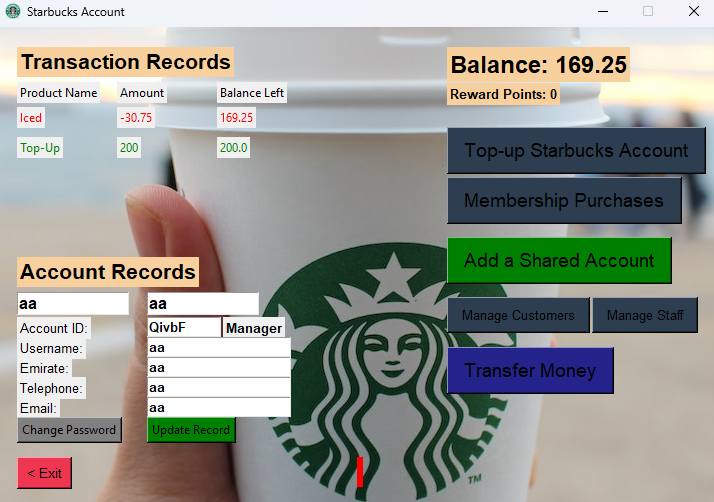 Starbucks Account
Transaction Records
Product Name Amount Balance Left
Iced -30.75 169.25
Top-Up 200 200.0
Balance: 169.25
Reward Points: 0
Top-up Starbucks Account
Membership Purchases
Add a Shared Account
Manage Customers Manage Staff
Transfer Money
Account Records
aa aa
Account ID: QivbF Manager
Username: aa
Emirate: aa
Telephone: aa
Email: aa
Change Password Update Record
< Exit
TM